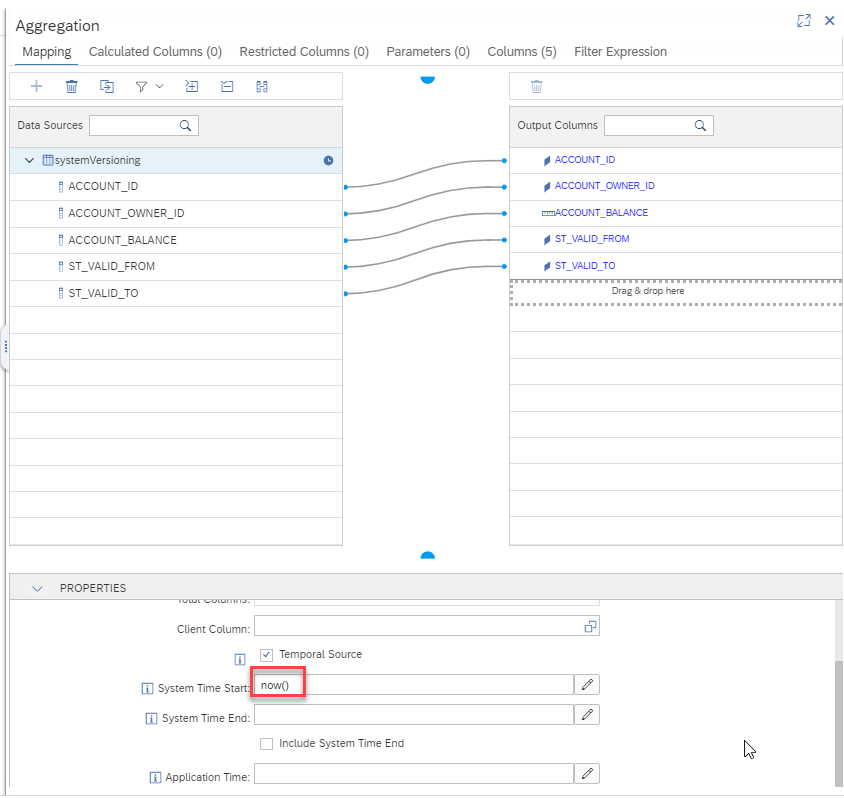 Aggregation
Mapping Calculated Columns (0) Restricted Columns (0) Parameters (0) Columns (5) Filter Expression
Data Sources
Output Columns
systemVersioning
ACCOUNT_ID
ACCOUNT_OWNER_ID
ACCOUNT_BALANCE
ST_VALID_FROM
ST_VALID_TO
ACCOUNT_ID
ACCOUNT_OWNER_ID
ACCOUNT_BALANCE
ST_VALID_FROM
ST_VALID_TO
Drag & drop here
PROPERTIES
Total Columns:
Client Column:
Temporal Source
System Time Start: now()
System Time End:
Include System Time End
Application Time: